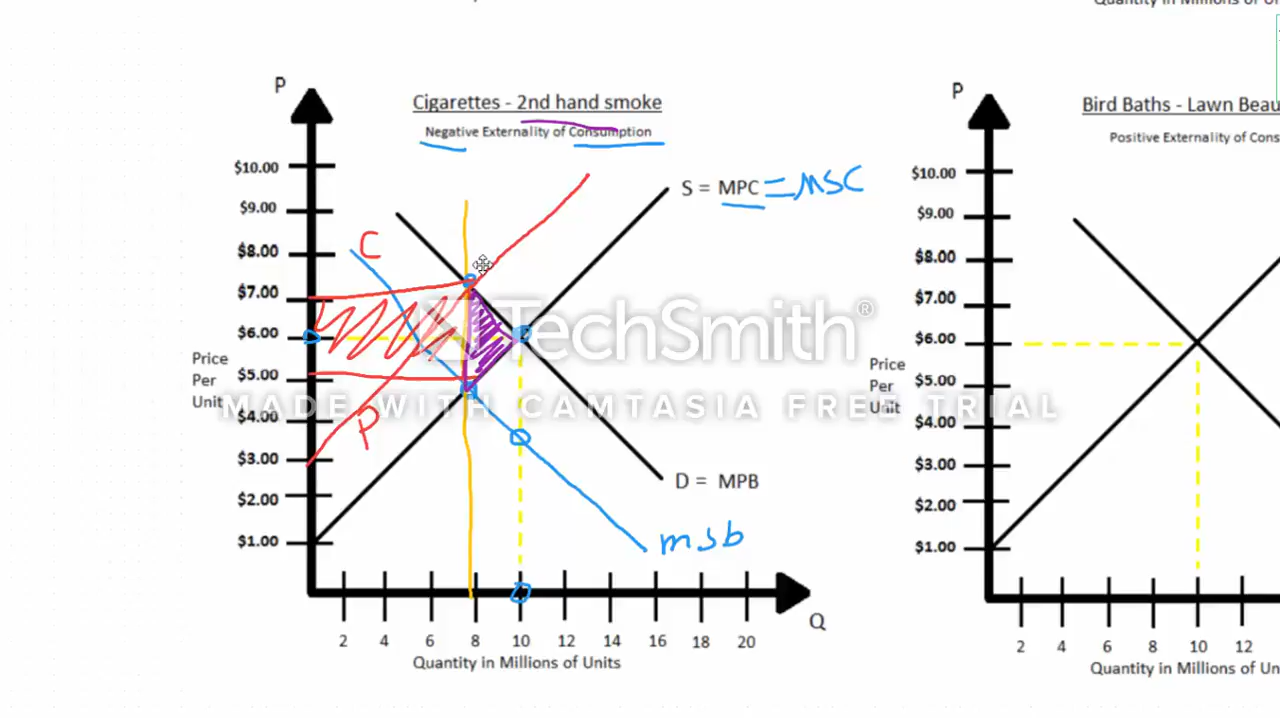 Quantity in Millions of U
P
Cigarettes - 2nd hand smoke
Negative Externality of Consumption
$10.00
$9.00
$8.00
$7.00
$6.00
$5.00
$4.00
$3.00
$2.00
$1.00
Price
Per
Unit
C
P
S = MPC = MSC
D = MPB
msb
2 4 6 8 10 12 14 16 18 20
Q
Quantity in Millions of Units
P
Bird Baths - Lawn Beau
Positive Externality of Cons
$10.00
$9.00
$8.00
$7.00
$6.00
$5.00
$4.00
$3.00
$2.00
$1.00
Price
Per
Unit
2 4 6 8 10 12
Quantity in Millions of Un
TechSmith®
MADE WITH CAMTASIA FREE TRIAL